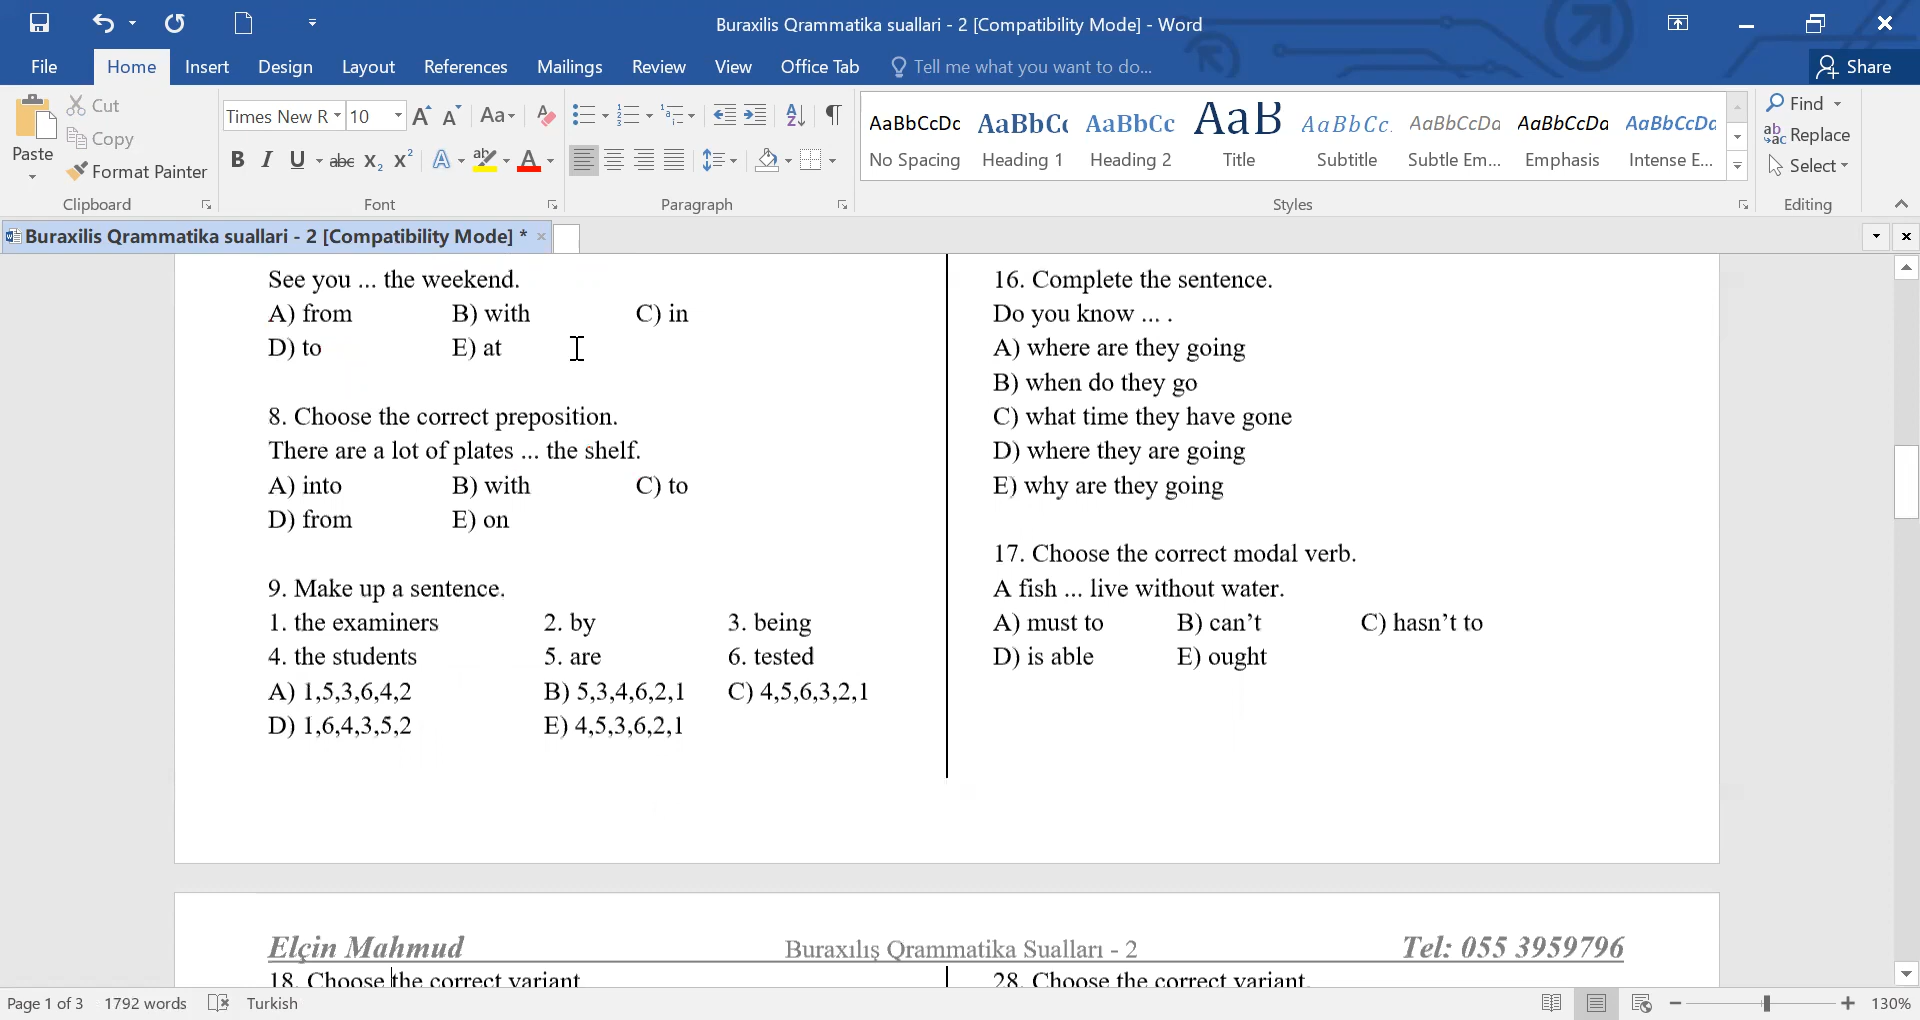 Buraxilis Qrammatika suallari - 2 [Compatibility Mode] - Word
File Home Insert Design Layout References Mailings Review View Office Tab Tell me what you want to do... Share
Paste
Cut
Copy
Format Painter
Clipboard
Times New R 10
Font
Paragraph
AaBbCcDc AaBbCc AaBbCc AaB AaBbCc. AaBbCcDc AaBbCcDc AaBbCcDc
No Spacing Heading 1 Heading 2 Title Subtitle Subtle Em... Emphasis Intense E...
Styles
Find
Replace
Select
Editing
Buraxilis Qrammatika suallari - 2 [Compatibility Mode] *
See you ... the weekend.
A) from B) with C) in
D) to E) at
8. Choose the correct preposition.
There are a lot of plates ... the shelf.
A) into B) with C) to
D) from E) on
9. Make up a sentence.
1. the examiners 2. by 3. being
4. the students 5. are 6. tested
A) 1,5,3,6,4,2 B) 5,3,4,6,2,1 C) 4,5,6,3,2,1
D) 1,6,4,3,5,2 E) 4,5,3,6,2,1
16. Complete the sentence.
Do you know ... .
A) where are they going
B) when do they go
C) what time they have gone
D) where they are going
E) why are they going
17. Choose the correct modal verb.
A fish ... live without water.
A) must to B) can’t C) hasn’t to
D) is able E) ought
Elçin Mahmud Buraxılış Qrammatika Sualları - 2 Tel: 055 3959796
18. Choose the correct variant
28. Choose the correct variant.
Page 1 of 3 1792 words Turkish 130%